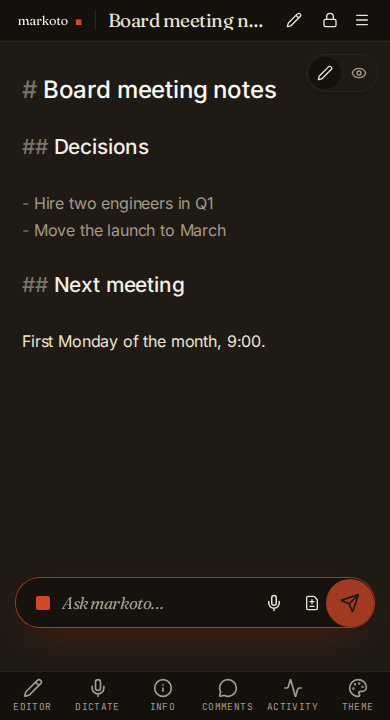 markoto
Board meeting n...
# Board meeting notes
## Decisions
- Hire two engineers in Q1
- Move the launch to March
## Next meeting
First Monday of the month, 9:00.
Ask markoto...
EDITOR DICTATE INFO COMMENTS ACTIVITY THEME